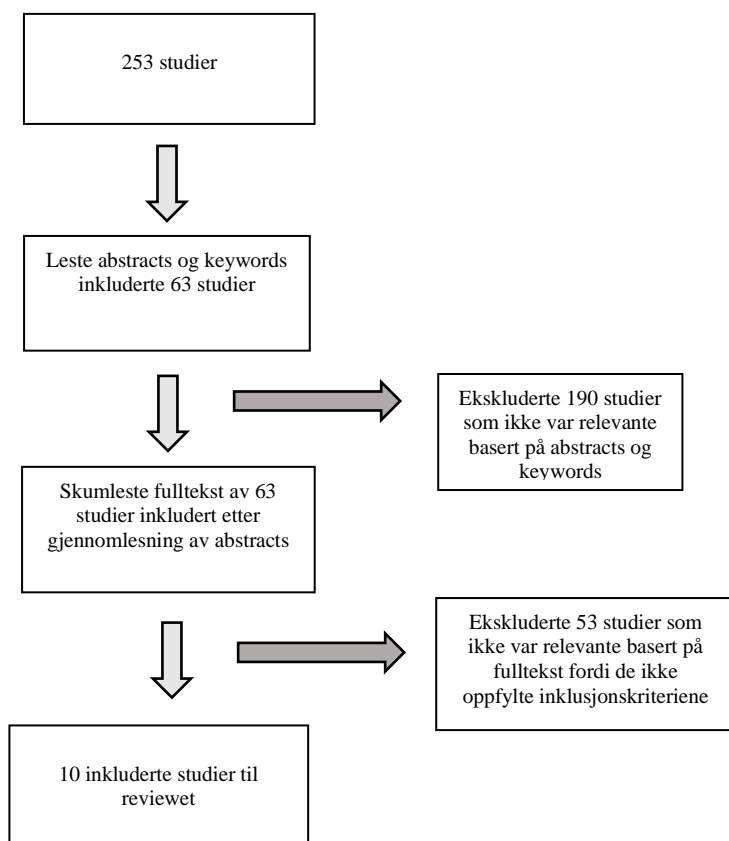 253 studier
Leste abstracts og keywords
inkluderte 63 studier
Ekskluderte 190 studier
som ikke var relevante
basert på abstracts og
keywords
Skumleste fulltekst av 63
studier inkludert etter
gjennomlesning av abstracts
Ekskluderte 53 studier som
ikke var relevante basert på
fulltekst fordi de ikke
oppfylte inklusjonskriteriene
10 inkluderte studier til
reviewet